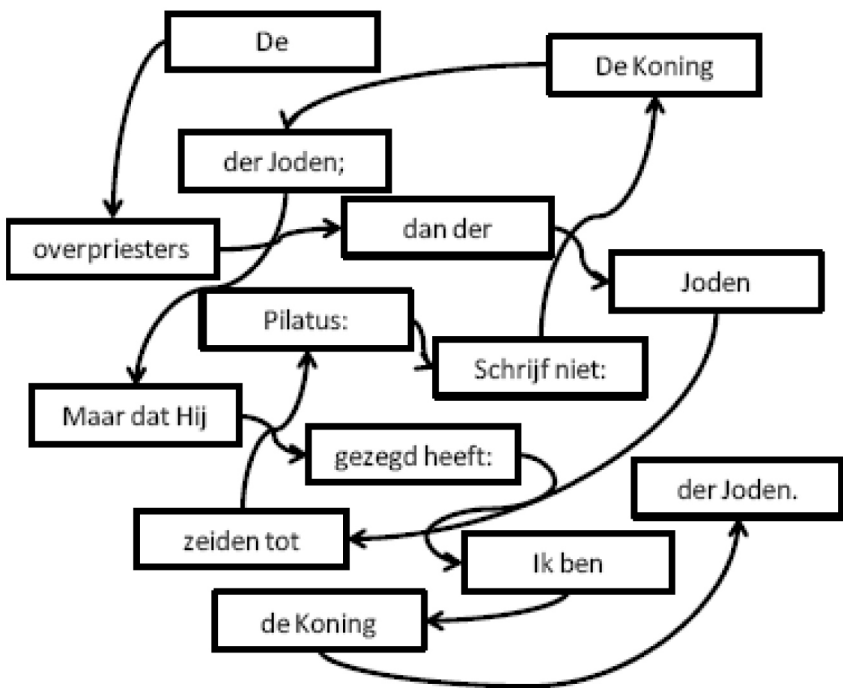 De
overpriesters
dan der
Joden
zeiden tot
Pilatus:
Schrijf niet:
De Koning
der Joden;
Maar dat Hij
gezegd heeft:
Ik ben
de Koning
der Joden.